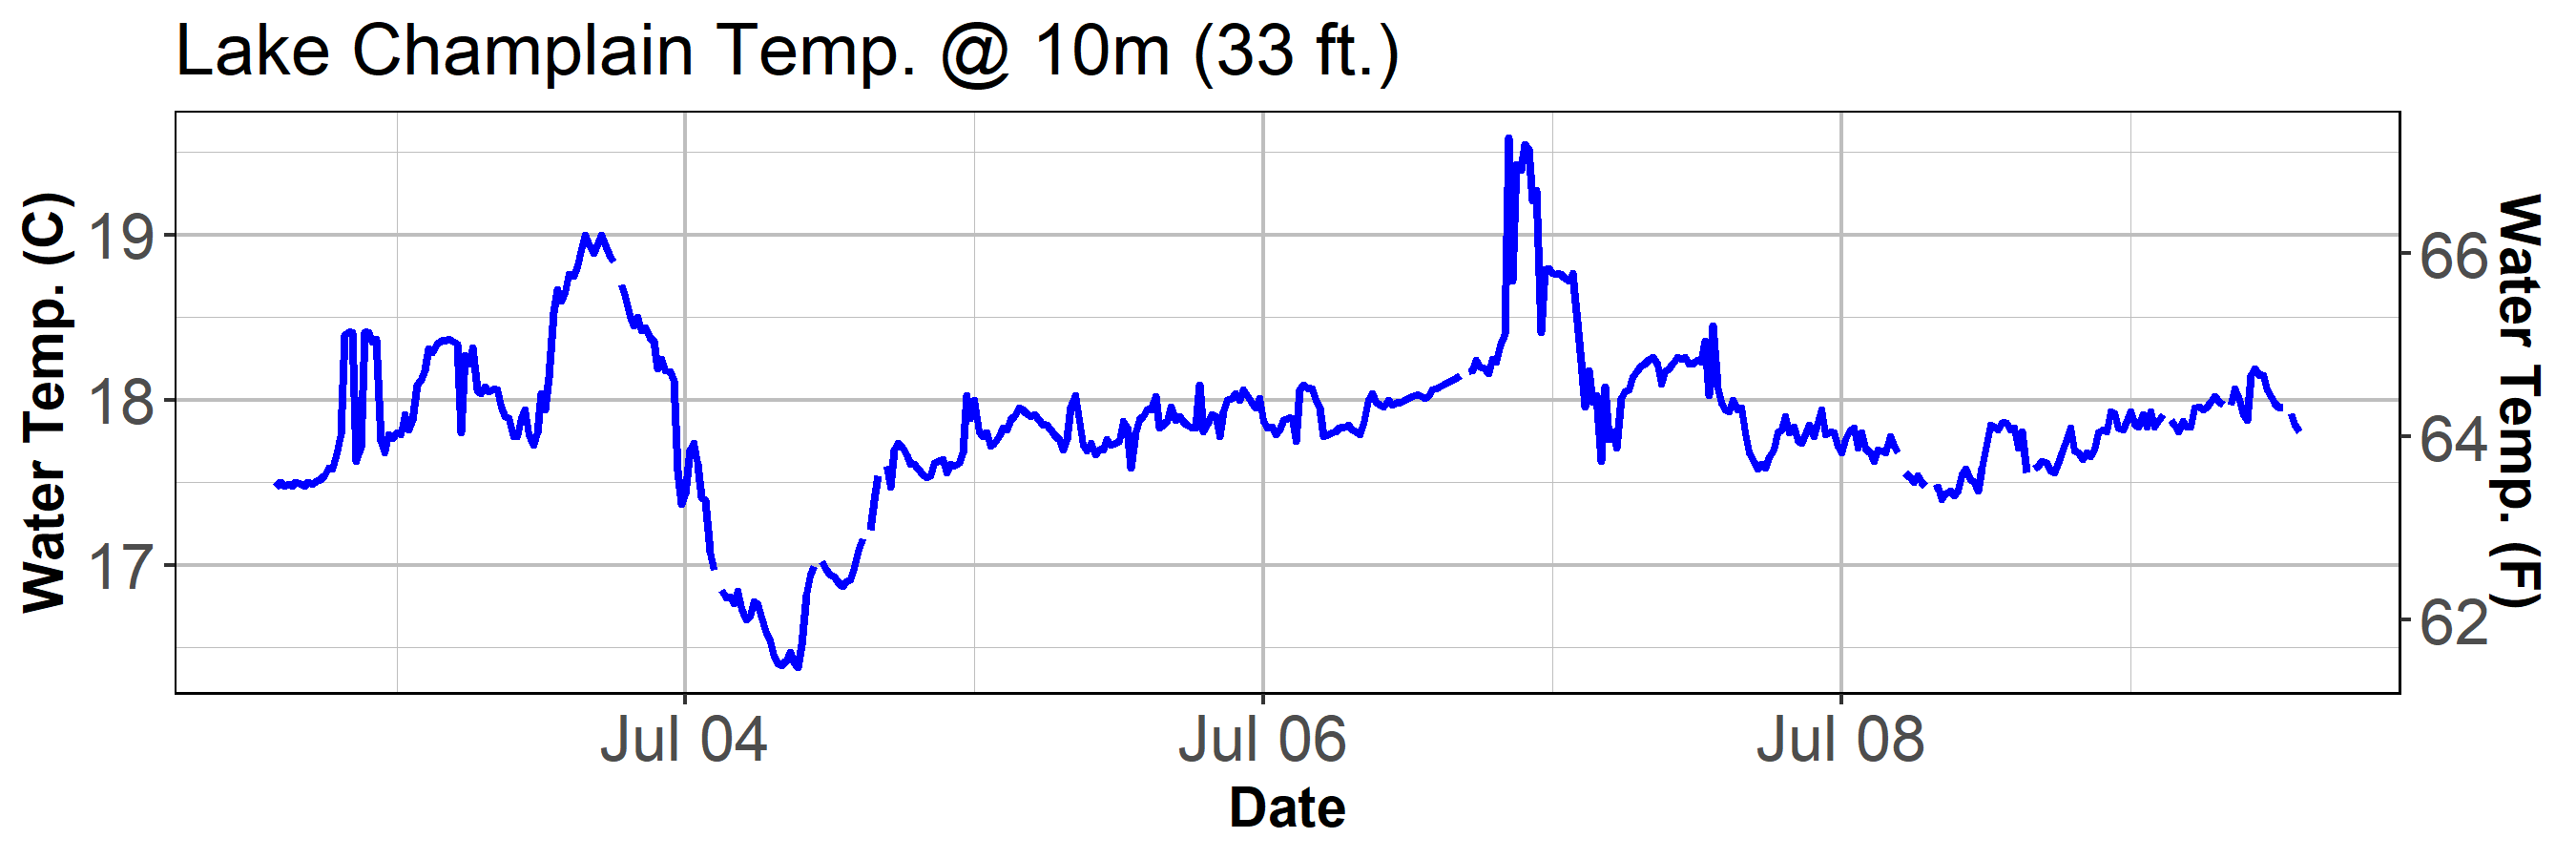 Lake Champlain Temp. @ 10m (33 ft.)
Water Temp. (C)
19
18
17
66
64
62
Water Temp. (F)
Jul 04
Jul 06
Jul 08
Date